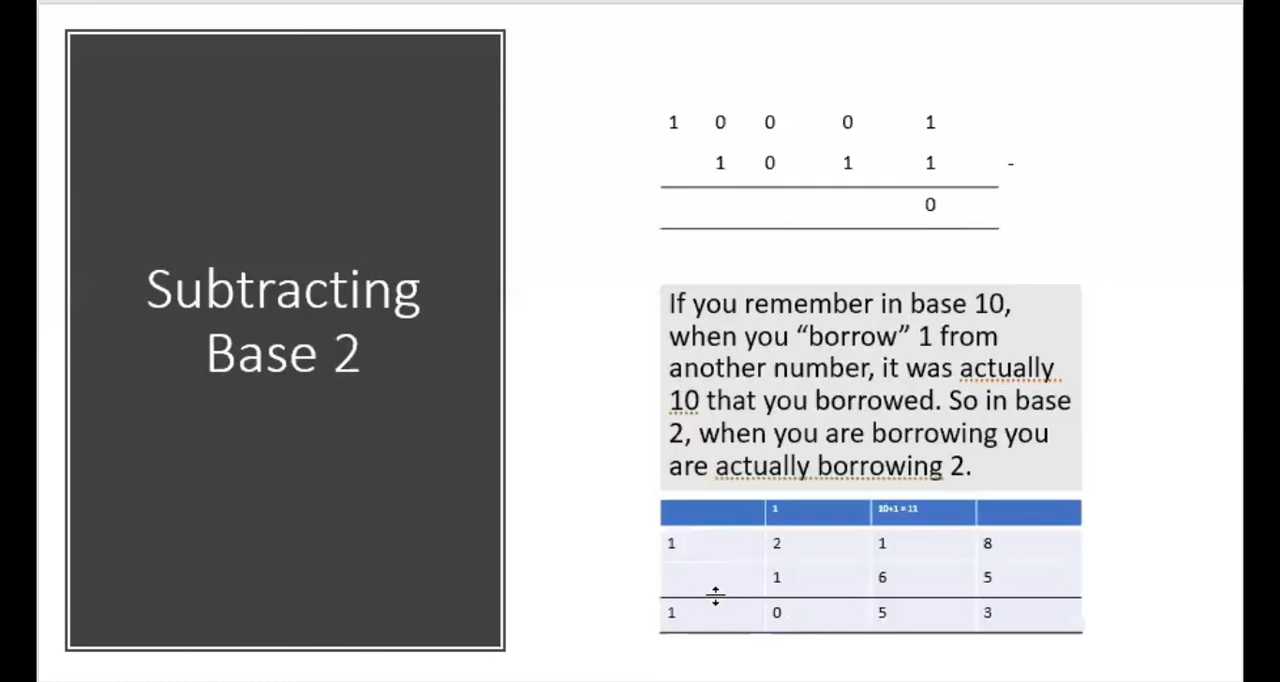 Subtracting
Base 2
1 0 0 0 1
1 0 1 1 -
0
If you remember in base 10,
when you “borrow” 1 from
another number, it was actually
10 that you borrowed. So in base
2, when you are borrowing you
are actually borrowing 2.
1 10+1 = 11
1 2 1 8
1 6 5
1 0 5 3